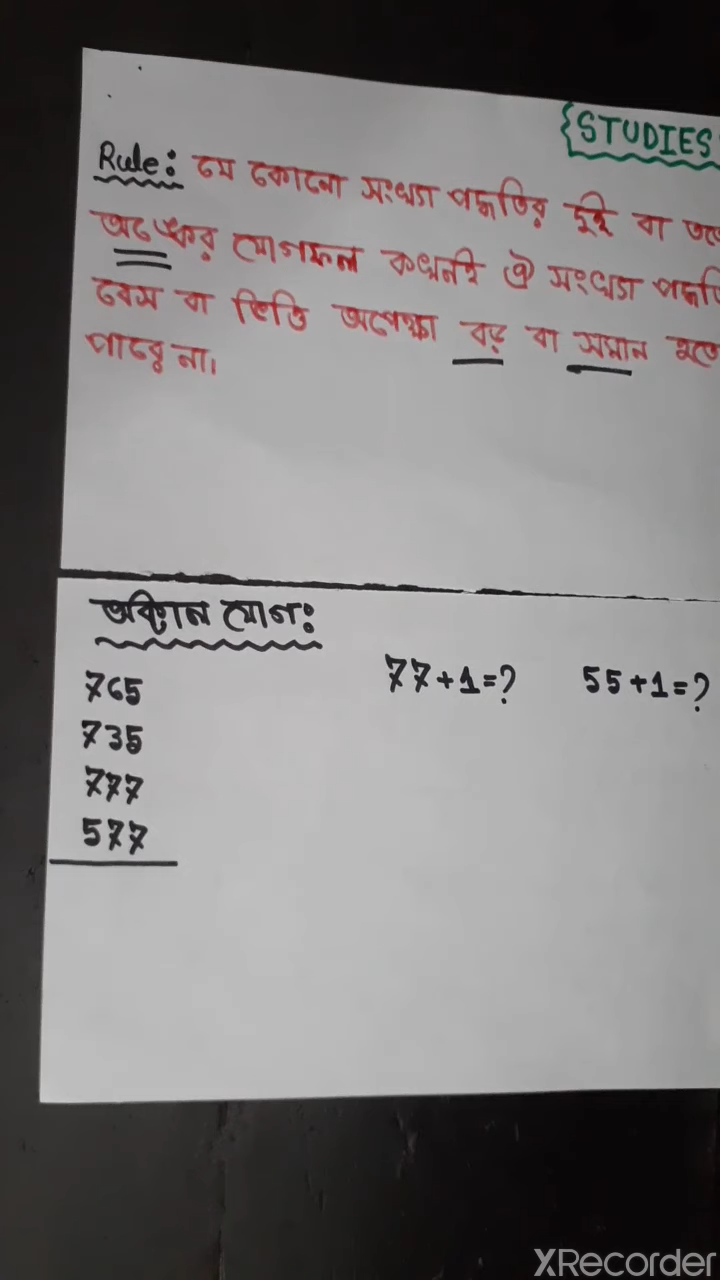 {STUDIES
Rule: যে কোনো সংখ্যা পদ্ধতির দুই বা
অঙ্কের যোগফল কখনই ঐ সংখ্যা পদ্ধতি
বেস বা ভিত্তি অপেক্ষা বড় বা সমান হতে
পারবে না।
অক্টাল যোগ:
765
735
777
577
77+1=?
55+1=?
XRecorder